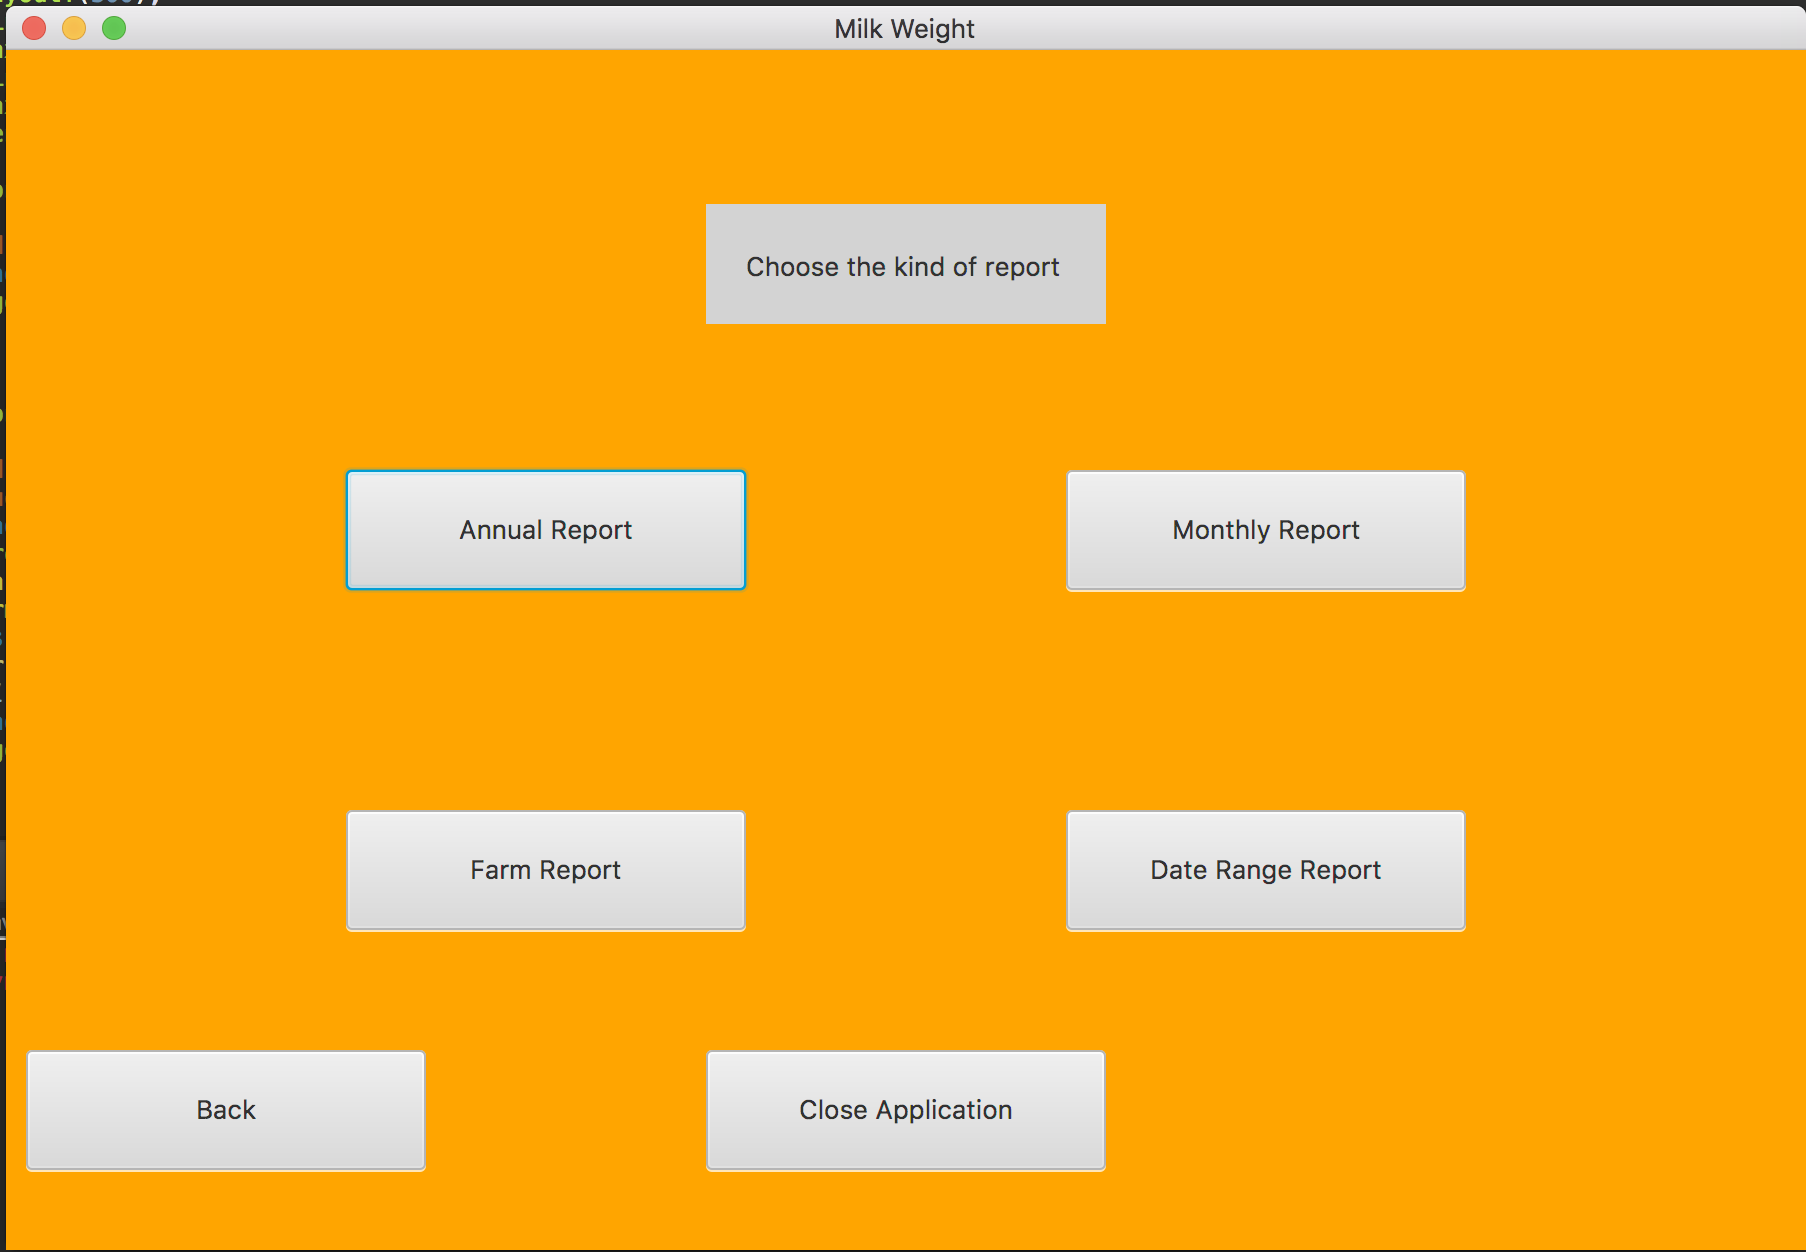 Milk Weight
Choose the kind of report
Annual Report
Monthly Report
Farm Report
Date Range Report
Back
Close Application